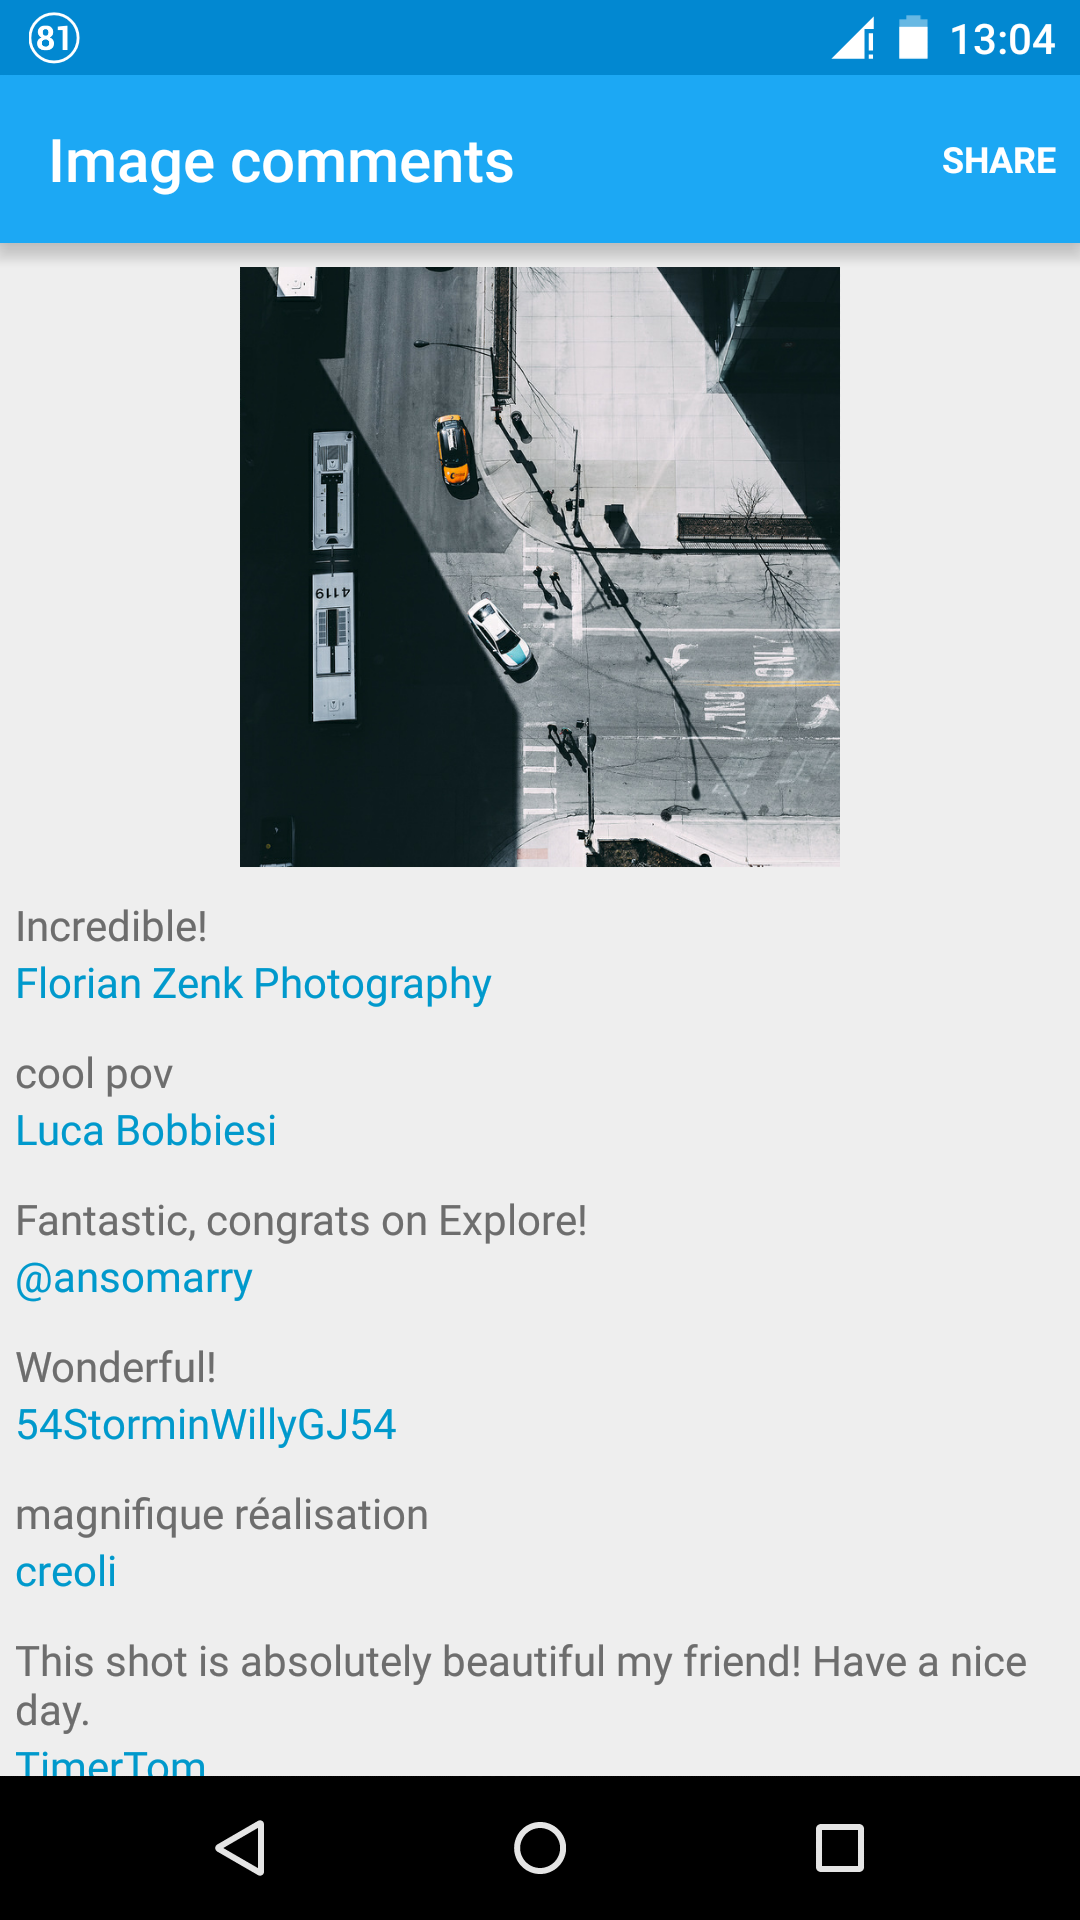 81
13:04
Image comments
SHARE
4119
ONLY
ONLY
Incredible!
Florian Zenk Photography
cool pov
Luca Bobbiesi
Fantastic, congrats on Explore!
@ansomarry
Wonderful!
54StorminWillyGJ54
magnifique réalisation
creoli
This shot is absolutely beautiful my friend! Have a nice
day.
TimerTom